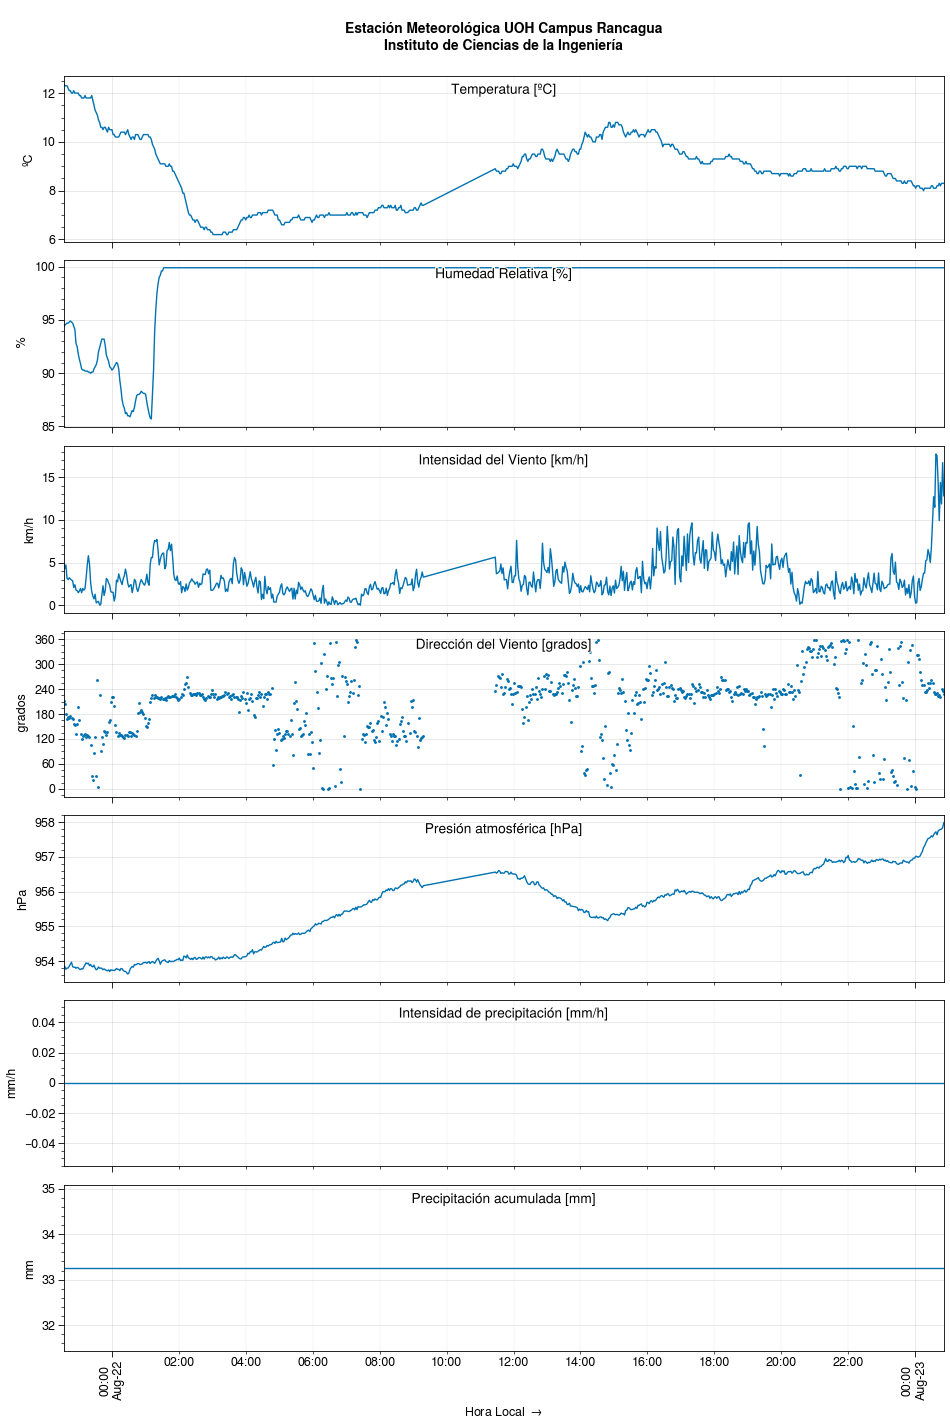 Estación Meteorológica UOH Campus Rancagua
Instituto de Ciencias de la Ingeniería
Temperatura [ºC]
ºC
12
10
8
6
Humedad Relativa [%]
%
100
95
90
85
Intensidad del Viento [km/h]
km/h
15
10
5
0
Dirección del Viento [grados]
grados
360
300
240
180
120
60
0
Presión atmosférica [hPa]
hPa
958
957
956
955
954
Intensidad de precipitación [mm/h]
mm/h
0.04
0.02
0
−0.02
−0.04
Precipitación acumulada [mm]
mm
35
34
33
32
00:00
Aug-22
02:00
04:00
06:00
08:00
10:00
12:00
14:00
16:00
18:00
20:00
22:00
00:00
Aug-23
Hora Local →